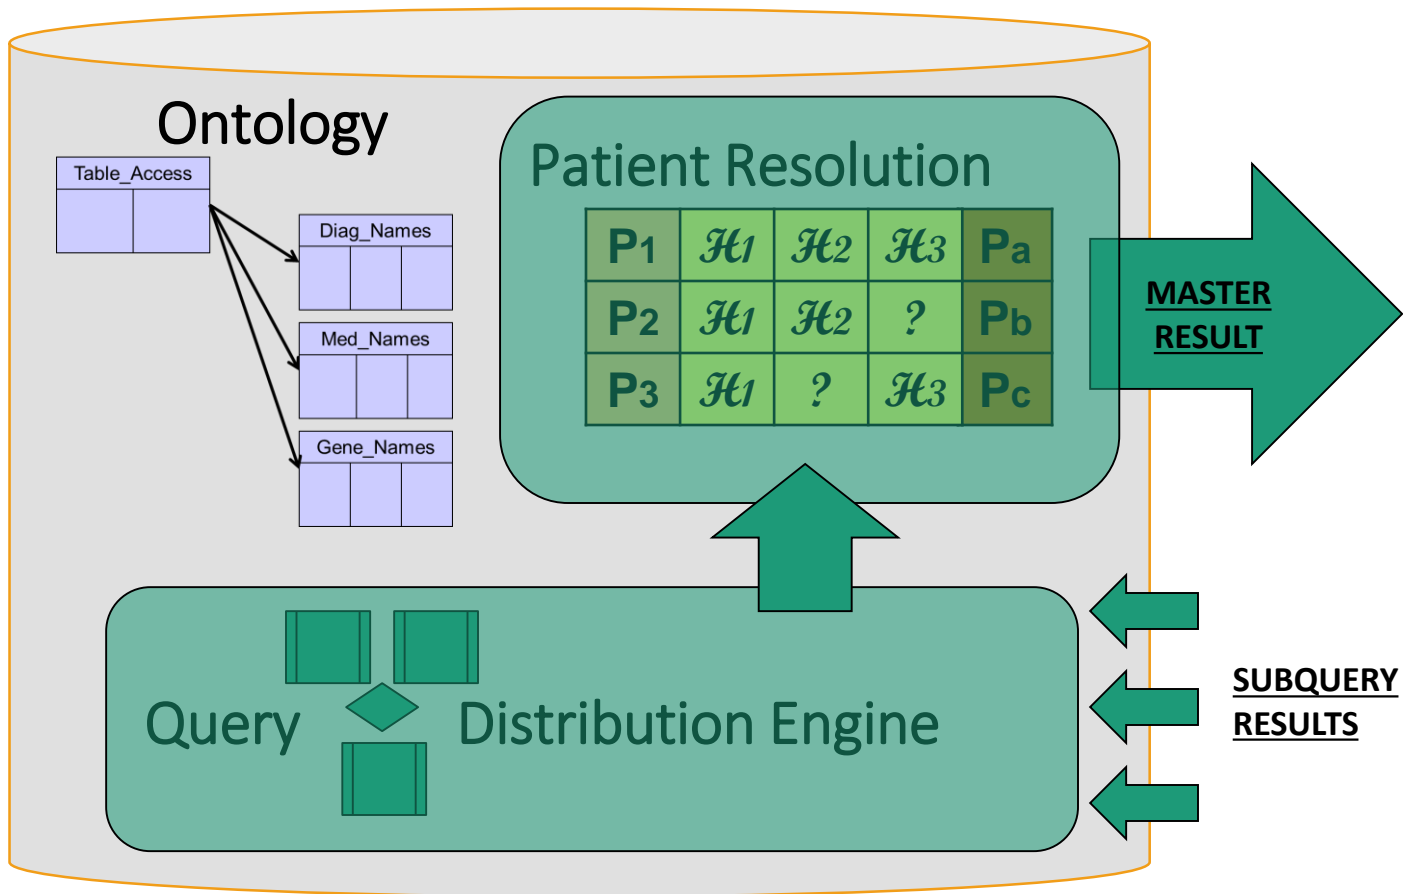 Ontology
Table_Access
Diag_Names
Med_Names
Gene_Names
Patient Resolution
P1 ℋ1 ℋ2 ℋ3 Pa
P2 ℋ1 ℋ2 ? Pb
P3 ℋ1 ? ℋ3 Pc
MASTER
RESULT
Query Distribution Engine
SUBQUERY
RESULTS